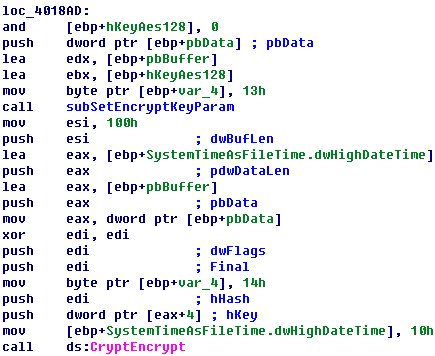 loc_4018AD:
and [ebp+hKeyAes128], 0
push dword ptr [ebp+pbData] ; pbData
lea edx, [ebp+pbBuffer]
lea ebx, [ebp+hKeyAes128]
mov byte ptr [ebp+var_4], 13h
call subSetEncryptKeyParam
mov esi, 100h
push esi ; dwBufLen
lea eax, [ebp+SystemTimeAsFileTime.dwHighDateTime]
push eax ; pdwDataLen
lea eax, [ebp+pbBuffer]
push eax ; pbData
mov eax, dword ptr [ebp+pbData]
xor edi, edi
push edi ; dwFlags
push edi ; Final
mov byte ptr [ebp+var_4], 14h
push edi ; hHash
push dword ptr [eax+4] ; hKey
mov [ebp+SystemTimeAsFileTime.dwHighDateTime], 10h
call ds:CryptEncrypt